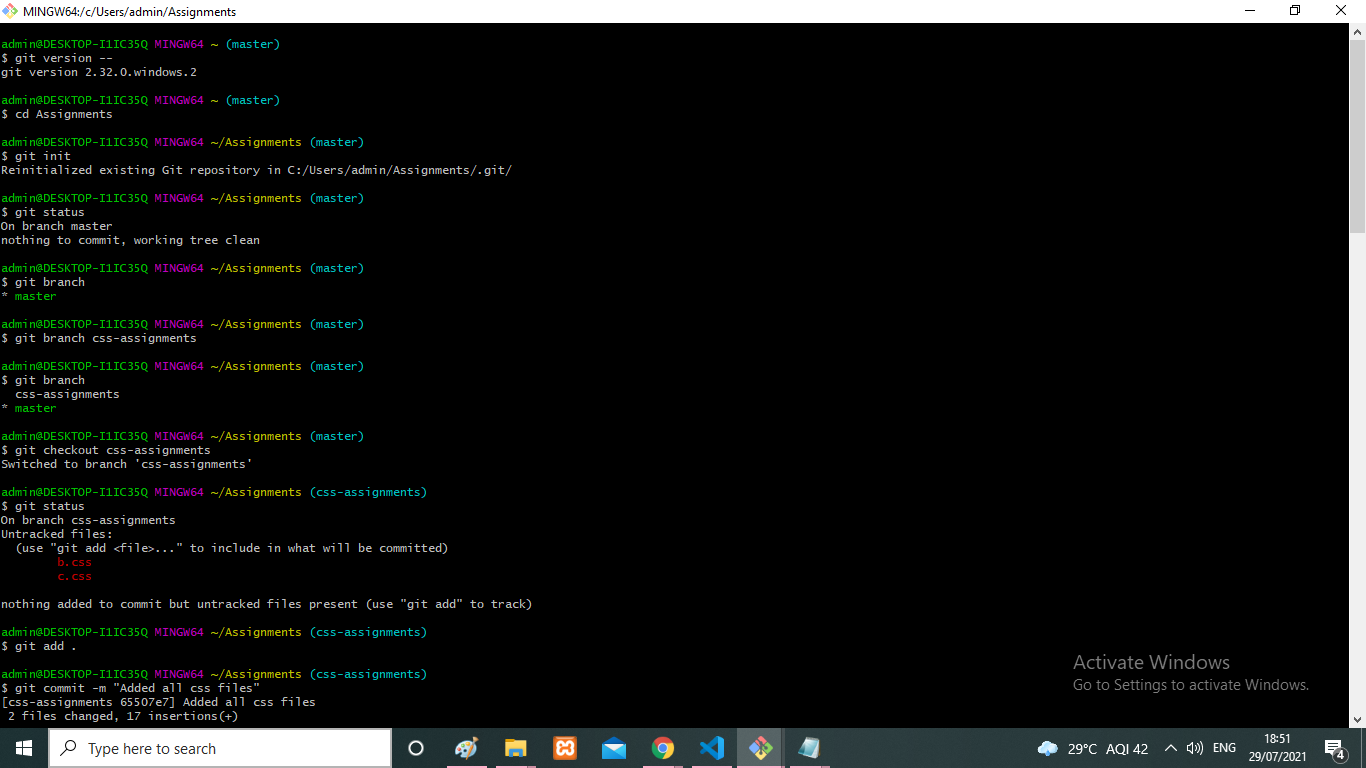 MINGW64:/c/Users/admin/Assignments
admin@DESKTOP-I1IC35Q MINGW64 ~ (master)
$ git version --
git version 2.32.0.windows.2
admin@DESKTOP-I1IC35Q MINGW64 ~ (master)
$ cd Assignments
admin@DESKTOP-I1IC35Q MINGW64 ~/Assignments (master)
$ git init
Reinitialized existing Git repository in C:/Users/admin/Assignments/.git/
admin@DESKTOP-I1IC35Q MINGW64 ~/Assignments (master)
$ git status
On branch master
nothing to commit, working tree clean
admin@DESKTOP-I1IC35Q MINGW64 ~/Assignments (master)
$ git branch
* master
admin@DESKTOP-I1IC35Q MINGW64 ~/Assignments (master)
$ git branch css-assignments
admin@DESKTOP-I1IC35Q MINGW64 ~/Assignments (master)
$ git branch
  css-assignments
* master
admin@DESKTOP-I1IC35Q MINGW64 ~/Assignments (master)
$ git checkout css-assignments
Switched to branch 'css-assignments'
admin@DESKTOP-I1IC35Q MINGW64 ~/Assignments (css-assignments)
$ git status
On branch css-assignments
Untracked files:
  (use "git add <file>..." to include in what will be committed)
        b.css
        c.css
nothing added to commit but untracked files present (use "git add" to track)
admin@DESKTOP-I1IC35Q MINGW64 ~/Assignments (css-assignments)
$ git add .
admin@DESKTOP-I1IC35Q MINGW64 ~/Assignments (css-assignments)
$ git commit -m "Added all css files"
[css-assignments 65507e7] Added all css files
 2 files changed, 17 insertions(+)
Activate Windows
Go to Settings to activate Windows.
Type here to search
29°C AQI 42
ENG
18:51
29/07/2021
4